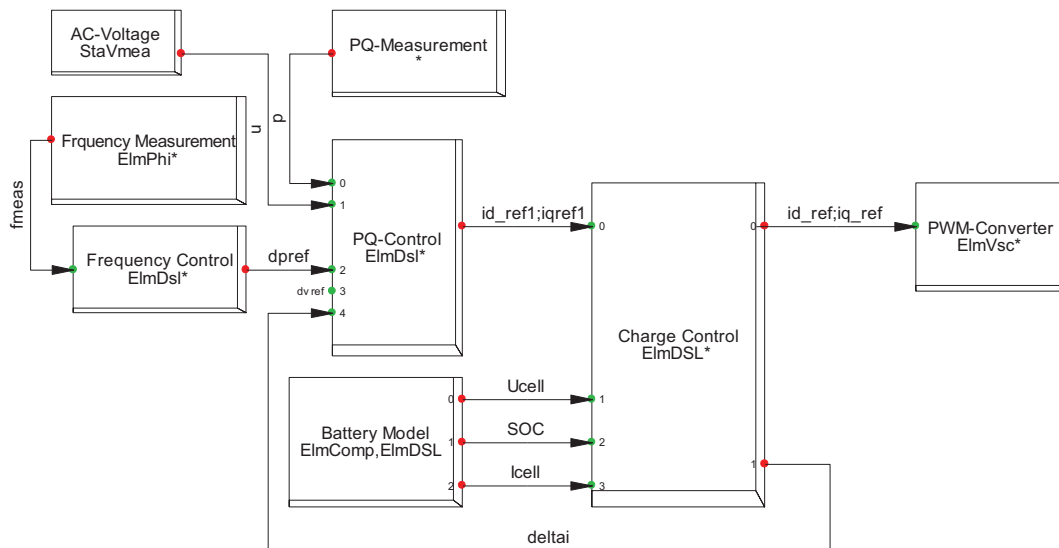 AC-Voltage
StaVmea
PQ-Measurement
*
Frquency Measurement
ElmPhi*
u
p
fmeas
0
1
PQ-Control
ElmDsl*
2
dvref
3
4
id_ref1;iqref1
Frequency Control
ElmDsl*
dpref
0
Charge Control
ElmDSL*
0
id_ref;iq_ref
PWM-Converter
ElmVsc*
Battery Model
ElmComp,ElmDSL
0
Ucell
1
1
SOC
2
2
Icell
3
1
deltai